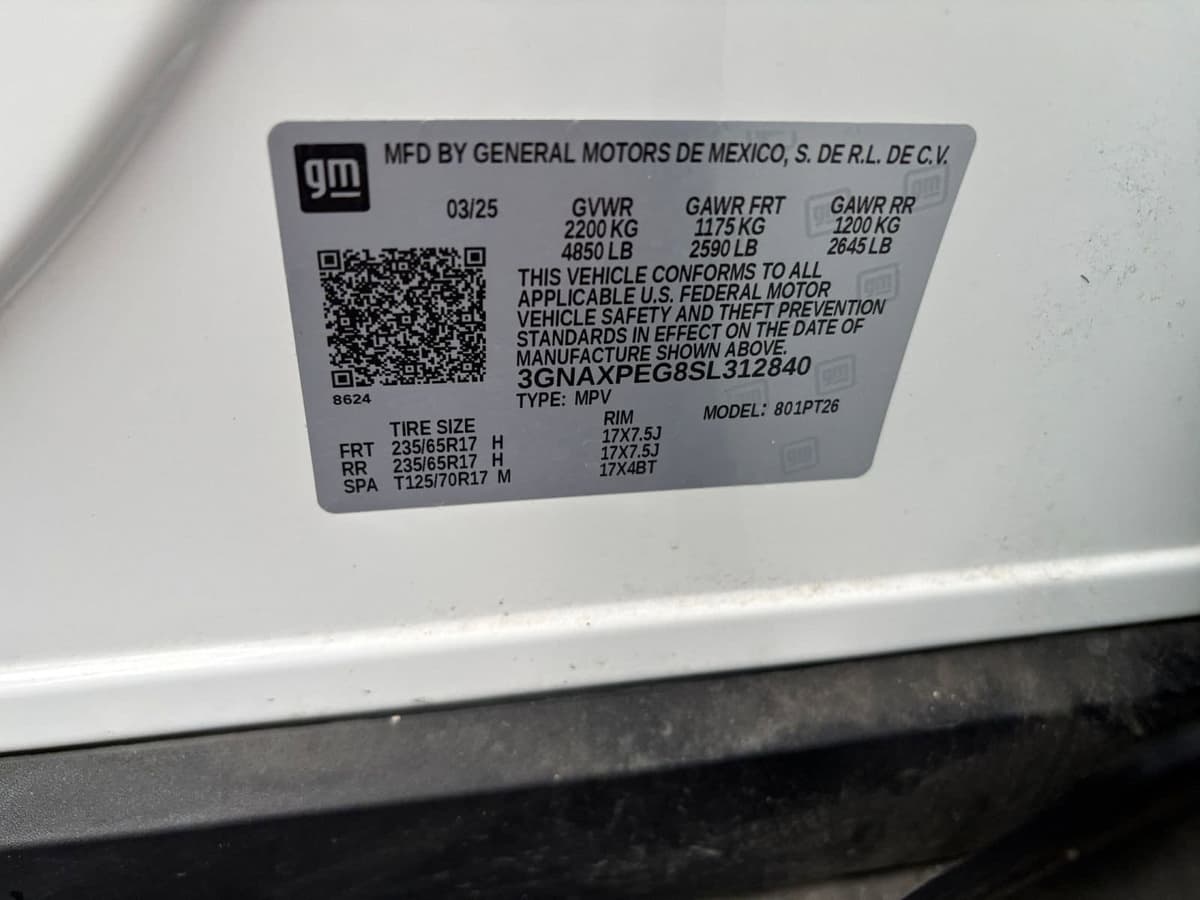 gm
MFD BY GENERAL MOTORS DE MEXICO, S. DE R.L. DE C.V.
03/25 GVWR GAWR FRT GAWR RR
2200 KG 1175 KG 1200 KG
4850 LB 2590 LB 2645 LB
THIS VEHICLE CONFORMS TO ALL
APPLICABLE U.S. FEDERAL MOTOR
VEHICLE SAFETY AND THEFT PREVENTION
STANDARDS IN EFFECT ON THE DATE OF
MANUFACTURE SHOWN ABOVE.
3GNAXPEG8SL312840
8624
TYPE: MPV MODEL: 801PT26
TIRE SIZE RIM
FRT 235/65R17 H 17X7.5J
RR 235/65R17 H 17X7.5J
SPA T125/70R17 M 17X4BT